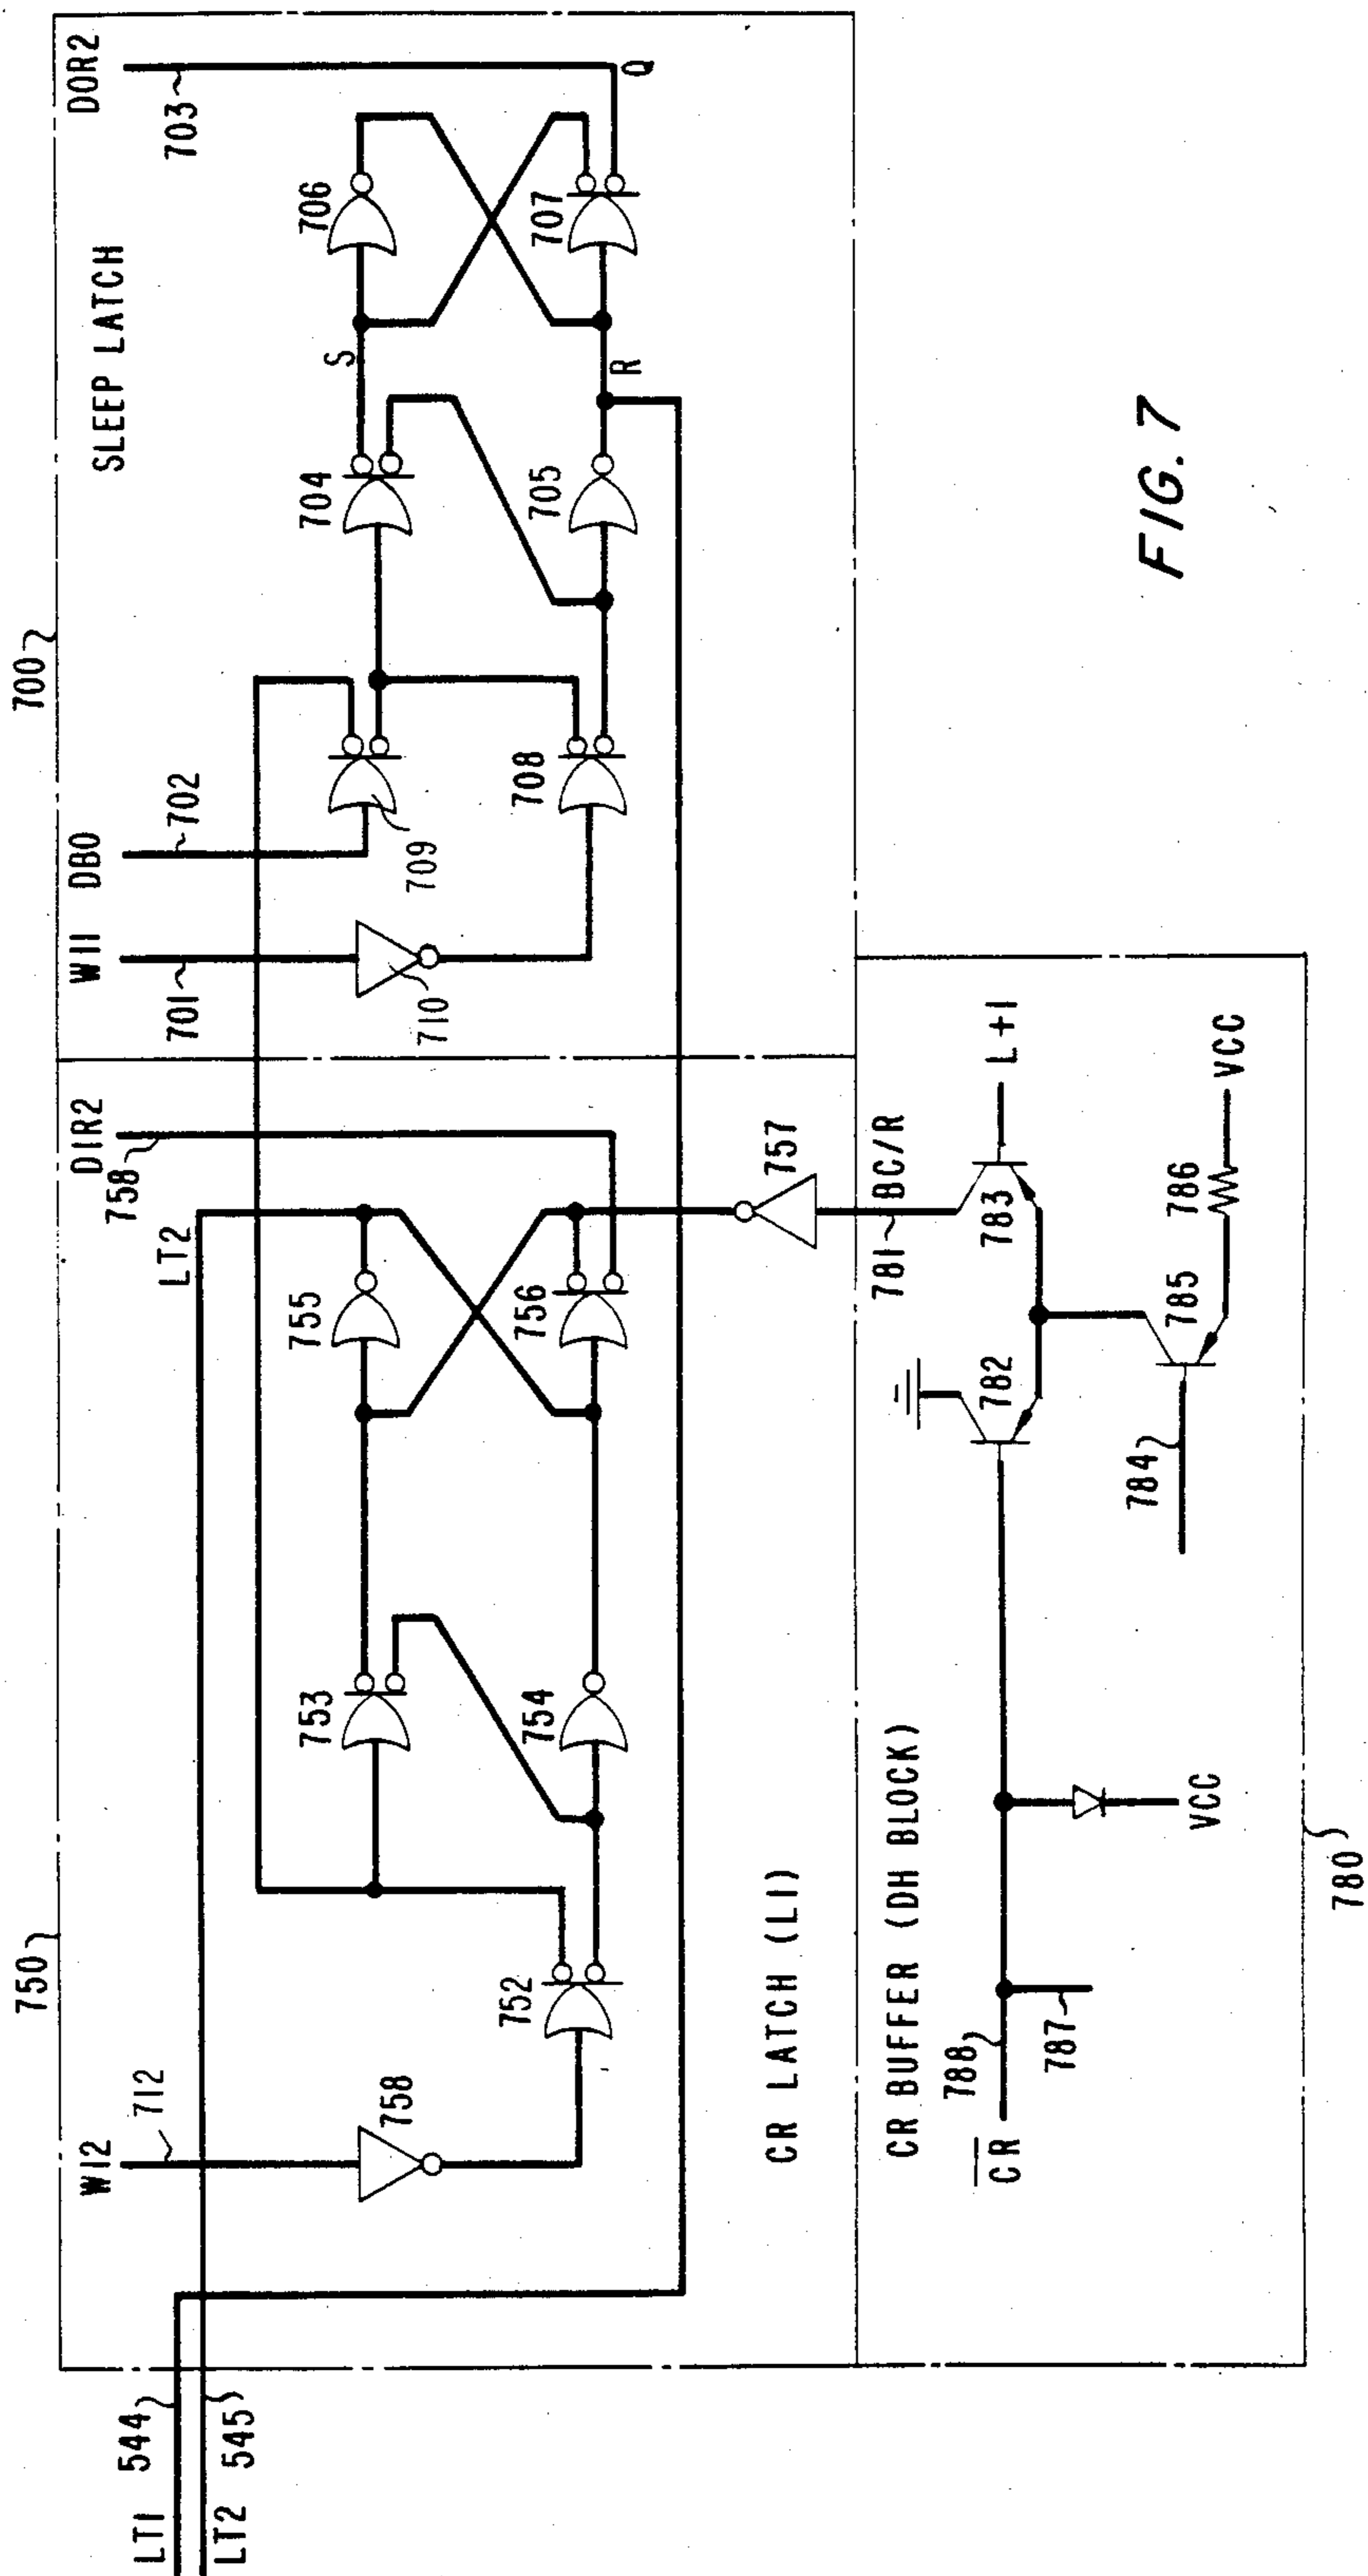 700
SLEEP LATCH
W11
DB0
DOR2
701
702
703
704
705
706
707
708
709
710
S
R
Q
750
W12
712
LT2
DIR2
758
752
753
754
755
756
757
758
CR LATCH (L1)
LT1 544
LT2 545
CR BUFFER (DH BLOCK)
781
BC/R
782
783
L+1
784
785
786
VCC
787
788
CR
VCC
780
FIG. 7